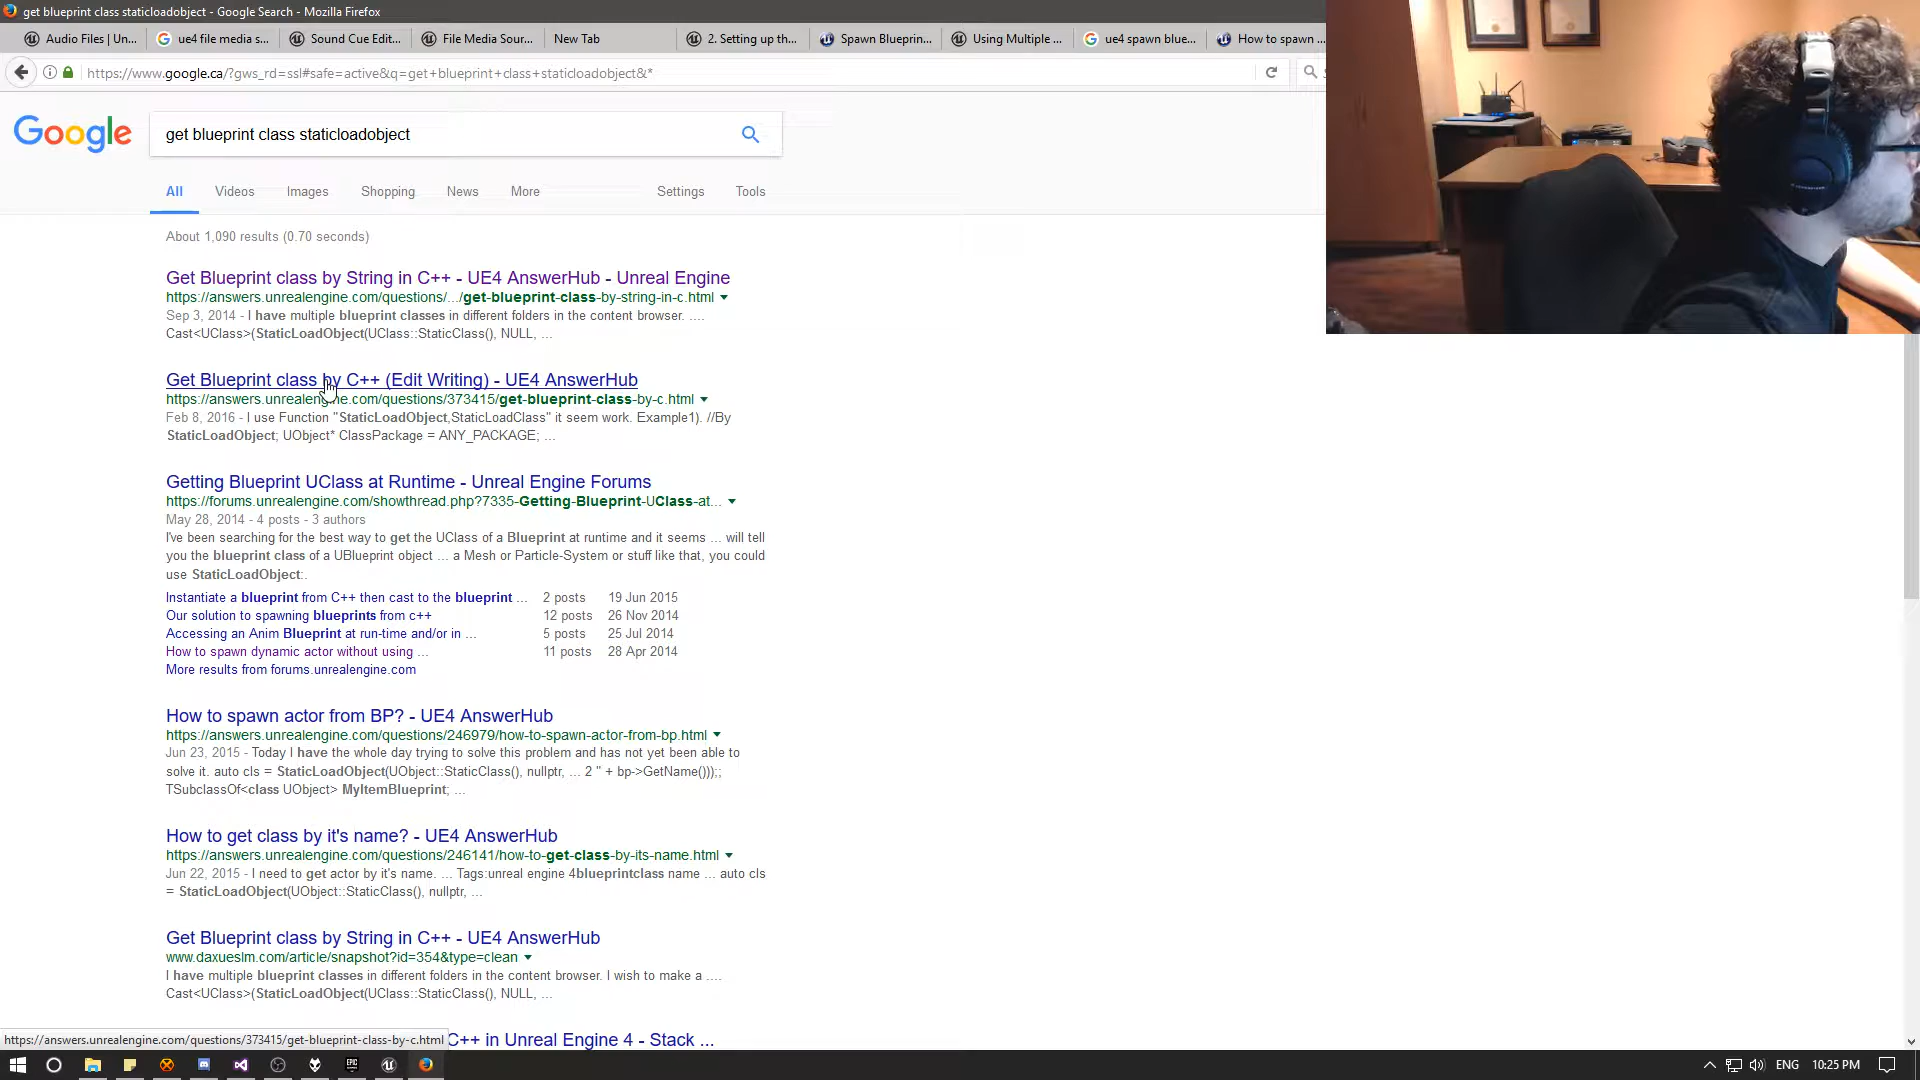 get blueprint class staticloadobject - Google Search - Mozilla Firefox
Audio Files | Un...
ue4 file media s...
Sound Cue Edit...
File Media Sour...
New Tab
2. Setting up th...
Spawn Blueprin...
Using Multiple ...
ue4 spawn blue...
How to spawn ...
https://www.google.ca/?gws_rd=ssl#safe=active&q=get+blueprint+class+staticloadobject&*
Google
get blueprint class staticloadobject
All Videos Images Shopping News More Settings Tools
About 1,090 results (0.70 seconds)
Get Blueprint class by String in C++ - UE4 AnswerHub - Unreal Engine
https://answers.unrealengine.com/questions/.../get-blueprint-class-by-string-in-c.html
Sep 3, 2014 - I have multiple blueprint classes in different folders in the content browser. ....
Cast<UClass>(StaticLoadObject(UClass::StaticClass(), NULL, ...
Get Blueprint class by C++ (Edit Writing) - UE4 AnswerHub
https://answers.unrealengine.com/questions/373415/get-blueprint-class-by-c.html
Feb 8, 2016 - I use Function "StaticLoadObject,StaticLoadClass" it seem work. Example1). //By
StaticLoadObject; UObject* ClassPackage = ANY_PACKAGE; ...
Getting Blueprint UClass at Runtime - Unreal Engine Forums
https://forums.unrealengine.com/showthread.php?7335-Getting-Blueprint-UClass-at...
May 28, 2014 - 4 posts - 3 authors
I've been searching for the best way to get the UClass of a Blueprint at runtime and it seems ... will tell
you the blueprint class of a UBlueprint object ... a Mesh or Particle-System or stuff like that, you could
use StaticLoadObject:.
Instantiate a blueprint from C++ then cast to the blueprint ... 2 posts 19 Jun 2015
Our solution to spawning blueprints from c++ 12 posts 26 Nov 2014
Accessing an Anim Blueprint at run-time and/or in ... 5 posts 25 Jul 2014
How to spawn dynamic actor without using ... 11 posts 28 Apr 2014
More results from forums.unrealengine.com
How to spawn actor from BP? - UE4 AnswerHub
https://answers.unrealengine.com/questions/246979/how-to-spawn-actor-from-bp.html
Jun 23, 2015 - Today I have the whole day trying to solve this problem and has not yet been able to
solve it. auto cls = StaticLoadObject(UObject::StaticClass(), nullptr, ... 2 " + bp->GetName()));;
TSubclassOf<class UObject> MyItemBlueprint; ...
How to get class by it's name? - UE4 AnswerHub
https://answers.unrealengine.com/questions/246141/how-to-get-class-by-its-name.html
Jun 22, 2015 - I need to get actor by it's name. ... Tags:unreal engine 4blueprintclass name ... auto cls
= StaticLoadObject(UObject::StaticClass(), nullptr, ...
Get Blueprint class by String in C++ - UE4 AnswerHub
www.daxueslm.com/article/snapshot?id=354&type=clean
I have multiple blueprint classes in different folders in the content browser. I wish to make a ....
Cast<UClass>(StaticLoadObject(UClass::StaticClass(), NULL, ...
C++ in Unreal Engine 4 - Stack ...
https://answers.unrealengine.com/questions/373415/get-blueprint-class-by-c.html
EPIC
ENG 10:25 PM